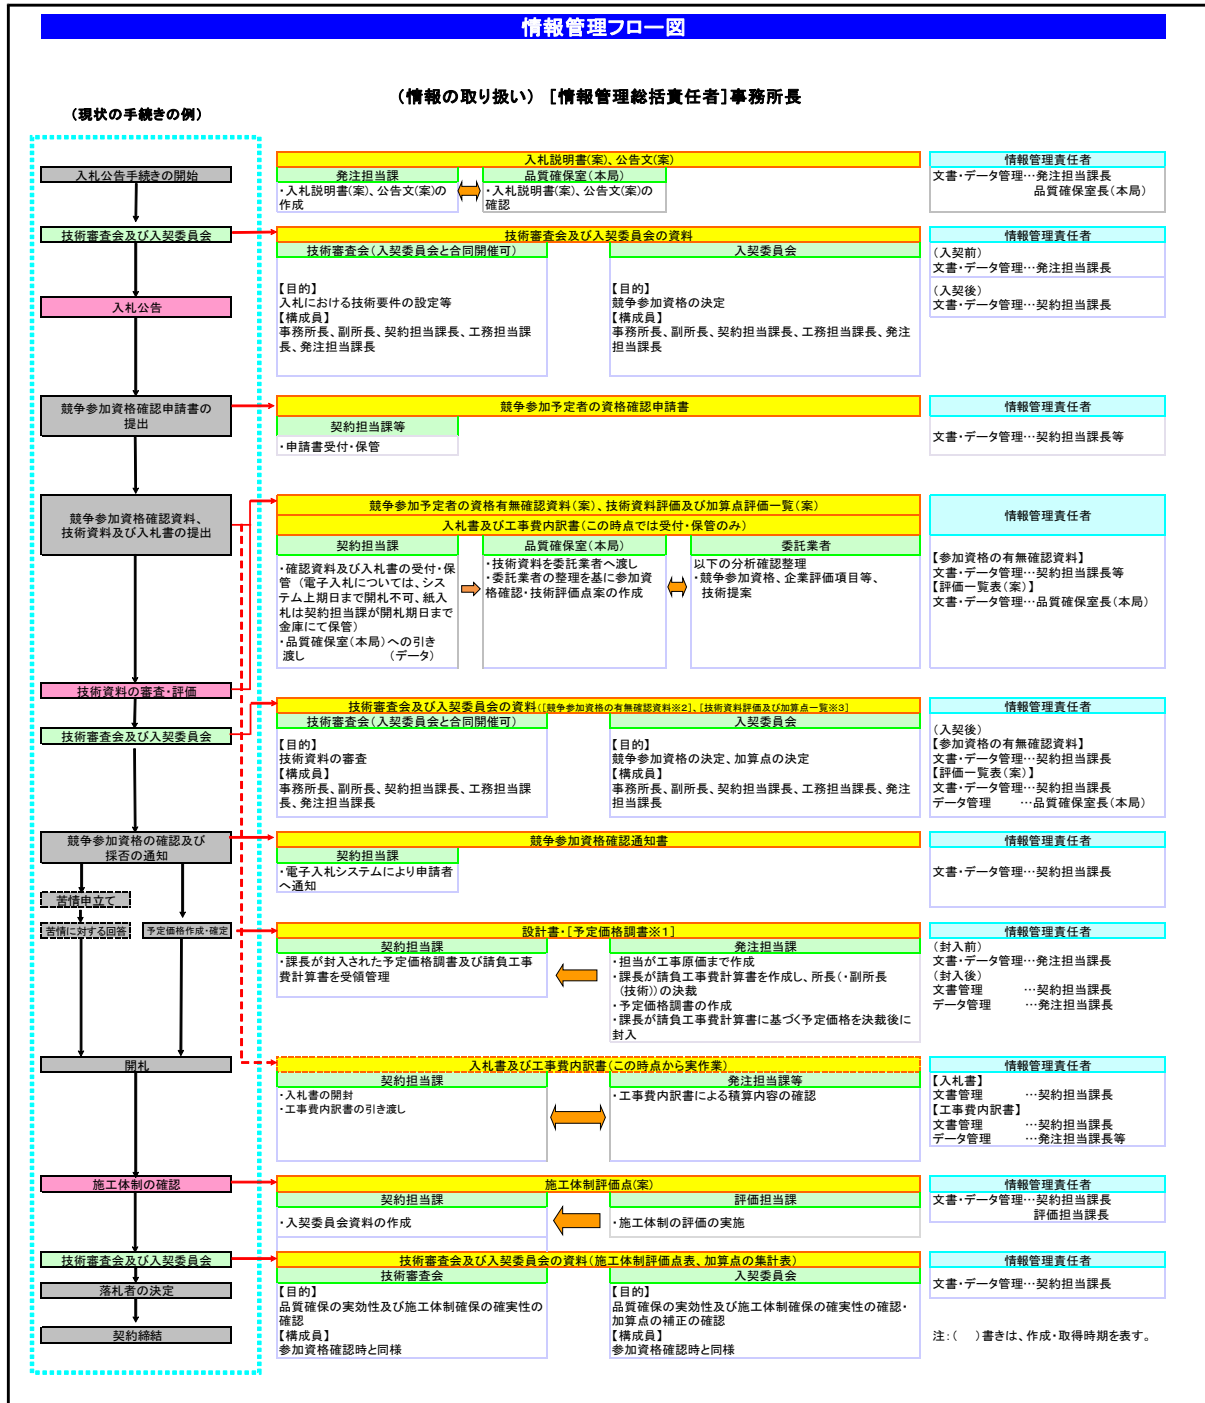 情報管理フロー図
（情報の取り扱い）［情報管理総括責任者］事務所長
（現状の手続きの例）
入札公告手続きの開始
入札説明書（案）、公告文（案）
発注担当課
品質確保室（本局）
・入札説明書（案）、公告文（案）の
作成
・入札説明書（案）、公告文（案）の
確認
情報管理責任者
文書・データ管理…発注担当課長
品質確保室長（本局）
技術審査会及び入契委員会
技術審査会及び入契委員会の資料
技術審査会（入契委員会と合同開催可）
入契委員会
【目的】
入札における技術要件の設定等
【構成員】
事務所長、副所長、契約担当課長、工務担当課
長、発注担当課長
【目的】
競争参加資格の決定
【構成員】
事務所長、副所長、契約担当課長、工務担当課長、発注
担当課長
情報管理責任者
（入契前）
文書・データ管理…発注担当課長
（入契後）
文書・データ管理…契約担当課長
入札公告
競争参加資格確認申請書の
提出
競争参加予定者の資格確認申請書
契約担当課等
・申請書受付・保管
情報管理責任者
文書・データ管理…契約担当課長等
競争参加資格確認資料、
技術資料及び入札書の提出
競争参加予定者の資格有無確認資料（案）、技術資料評価及び加算点評価一覧（案）
入札書及び工事費内訳書（この時点では受付・保管のみ）
契約担当課
品質確保室（本局）
委託業者
・確認資料及び入札書の受付・保
管 （電子入札については、シス
テム上期日まで開札不可、紙入
札は契約担当課が開札期日まで
金庫にて保管）
・品質確保室（本局）への引き
渡し （データ）
・技術資料を委託業者へ渡し
・委託業者の整理を基に参加資
格確認・技術評価点案の作成
以下の分析確認整理
・競争参加資格、企業評価項目等、
技術提案
情報管理責任者
【参加資格の有無確認資料】
文書・データ管理…契約担当課長等
【評価一覧表（案）】
文書・データ管理…品質確保室長（本局）
技術資料の審査・評価
技術審査会及び入契委員会
技術審査会及び入契委員会の資料（［競争参加資格の有無確認資料※2］、［技術資料評価及び加算点一覧※3］
技術審査会（入契委員会と合同開催可）
入契委員会
【目的】
技術資料の審査
【構成員】
事務所長、副所長、契約担当課長、工務担当課
長、発注担当課長
【目的】
競争参加資格の決定、加算点の決定
【構成員】
事務所長、副所長、契約担当課長、工務担当課長、発注
担当課長
情報管理責任者
（入契後）
【参加資格の有無確認資料】
文書・データ管理…契約担当課長
【評価一覧表（案）】
文書・データ管理…契約担当課長
データ管理 …品質確保室長（本局）
競争参加資格の確認及び
採否の通知
競争参加資格確認通知書
契約担当課
・電子入札システムにより申請者
へ通知
情報管理責任者
文書・データ管理…契約担当課長
苦情申立て
苦情に対する回答
予定価格作成・確定
設計書・［予定価格調書※1］
契約担当課
発注担当課
・課長が封入された予定価格調書及び請負工事
費計算書を受領管理
・担当が工事原価まで作成
・課長が請負工事費計算書を作成し、所長（・副所長
（技術））の決裁
・予定価格調書の作成
・課長が請負工事費計算書に基づく予定価格を決裁後に
封入
情報管理責任者
（封入前）
文書・データ管理…発注担当課長
（封入後）
文書管理 …契約担当課長
データ管理 …発注担当課長
開札
入札書及び工事費内訳書（この時点から実作業）
契約担当課
発注担当課等
・入札書の開封
・工事費内訳書の引き渡し
・工事費内訳書による積算内容の確認
情報管理責任者
【入札書】
文書管理 …契約担当課長
【工事費内訳書】
文書管理 …契約担当課長
データ管理 …発注担当課長等
施工体制の確認
施工体制評価点（案）
契約担当課
評価担当課
・入契委員会資料の作成
・施工体制の評価の実施
情報管理責任者
文書・データ管理…契約担当課長
評価担当課長
技術審査会及び入契委員会
技術審査会及び入契委員会の資料（施工体制評価点表、加算点の集計表）
技術審査会
入契委員会
【目的】
品質確保の実効性及び施工体制確保の確実性の
確認
【構成員】
参加資格確認時と同様
【目的】
品質確保の実効性及び施工体制確保の確実性の確認・
加算点の補正の確認
【構成員】
参加資格確認時と同様
情報管理責任者
文書・データ管理…契約担当課長
落札者の決定
契約締結
注：（ ）書きは、作成・取得時期を表す。